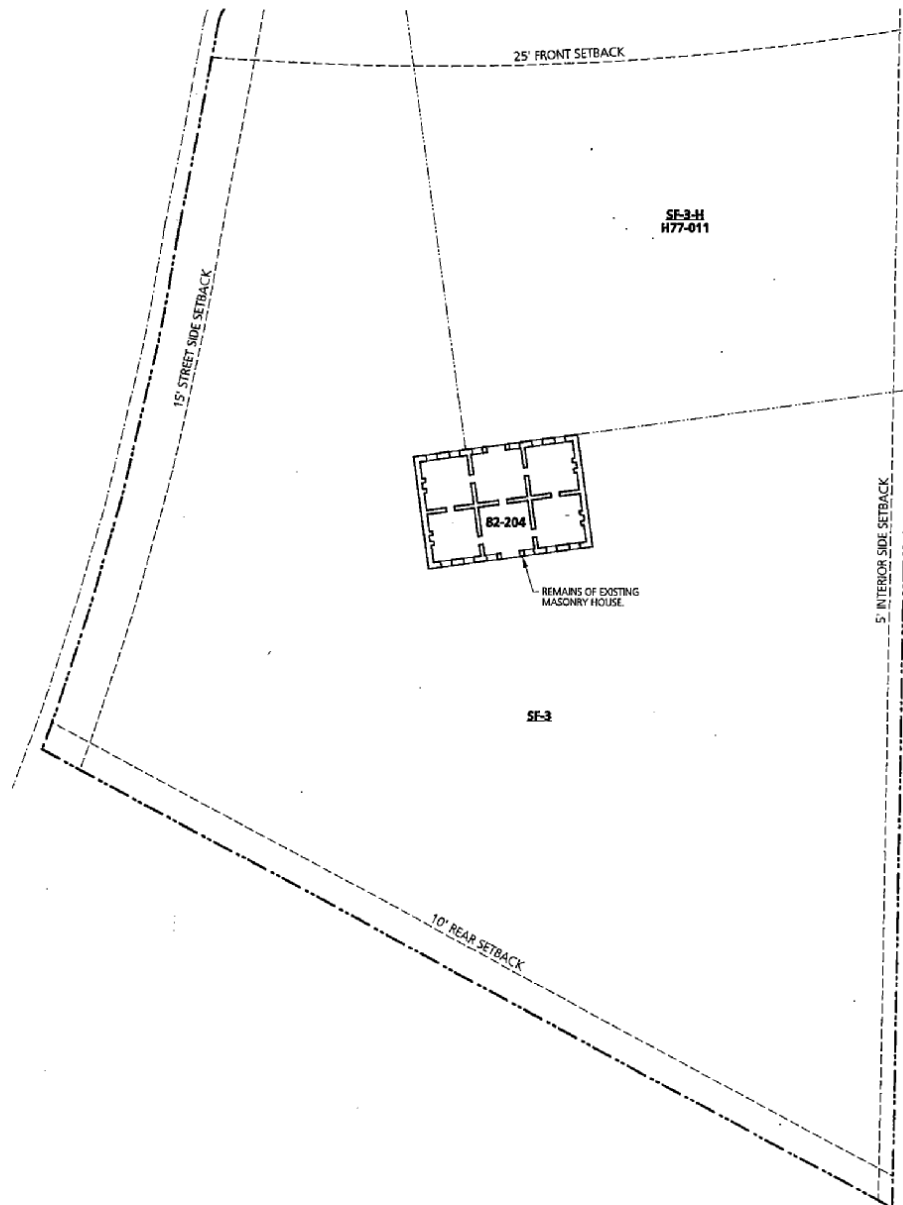 25' FRONT SETBACK
SF-3-H
H77-011
15' STREET SIDE SETBACK
82-204
REMAINS OF EXISTING
MASONRY HOUSE.
5' INTERIOR SIDE SETBACK
SF-3
10' REAR SETBACK